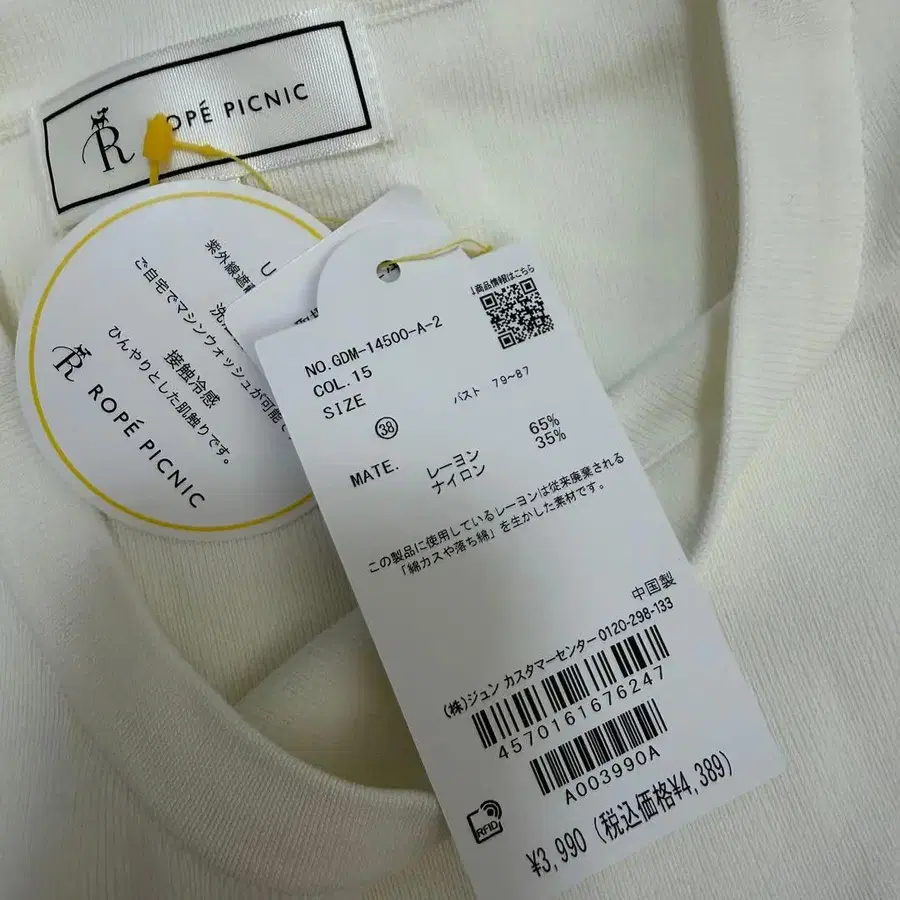 R
ROPÉ PICNIC
U
紫外線遮
洗
ご自宅でマシンウォッシュが可能
接触冷感
ひんやりとした肌触りです。
R ROPÉ PICNIC
商品情報はこちら
NO.GDM-14500-A-2
COL.15
SIZE
38 バスト 79~87
MATE. レーヨン 65%
ナイロン 35%
この製品に使用しているレーヨンは従来廃棄される
「綿カスや落ち綿」を生かした素材です。
中国製
(株)ジュン カスタマーセンター 0120-298-133
4570161676247
A003990A
RFID
¥3,990 (税込価格¥4,389)